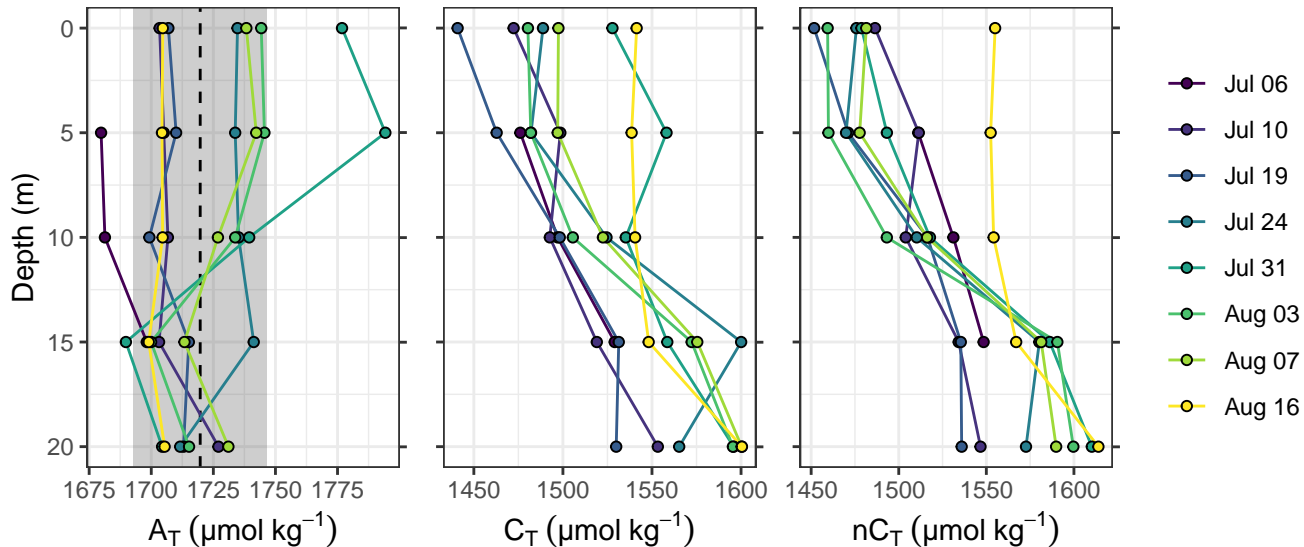 0
5
10
15
20
Depth (m)
1675 1700 1725 1750 1775
A_T (µmol kg⁻¹)
1450 1500 1550 1600
C_T (µmol kg⁻¹)
1450 1500 1550 1600
nC_T (µmol kg⁻¹)
Jul 06
Jul 10
Jul 19
Jul 24
Jul 31
Aug 03
Aug 07
Aug 16